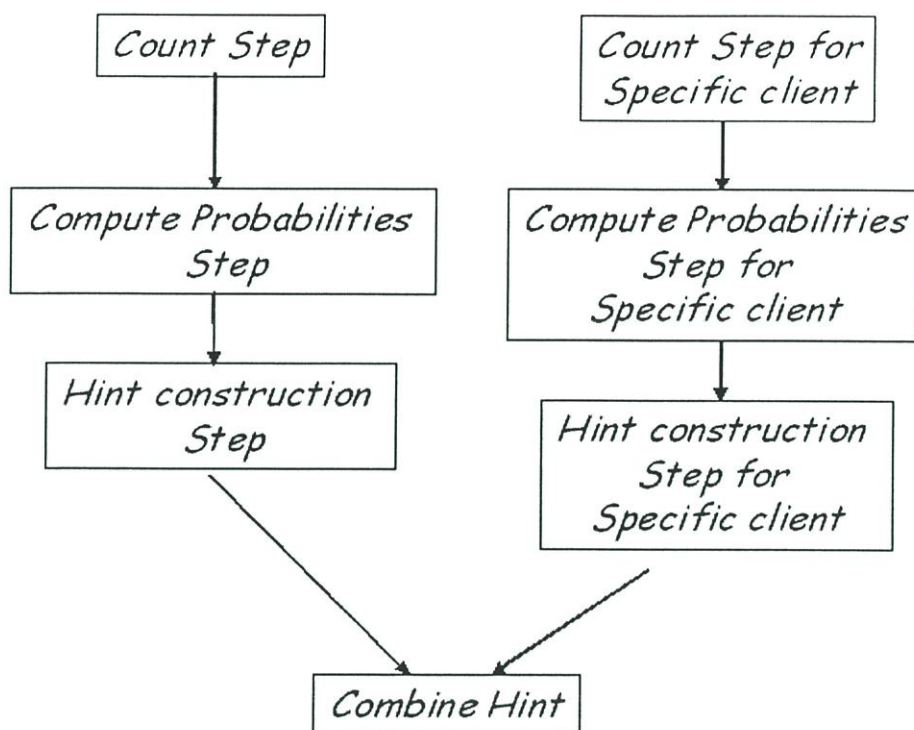 Count Step
Compute Probabilities
Step
Hint construction
Step
Count Step for
Specific client
Compute Probabilities
Step for
Specific client
Hint construction
Step for
Specific client
Combine Hint